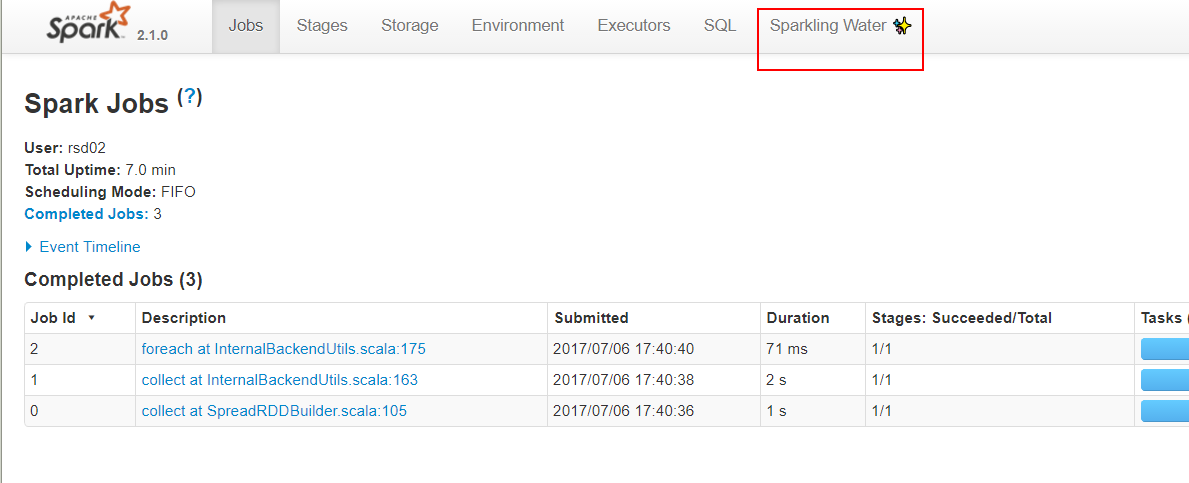 APACHE
Spark 2.1.0 Jobs Stages Storage Environment Executors SQL Sparkling Water
Spark Jobs (?)
User: rsd02
Total Uptime: 7.0 min
Scheduling Mode: FIFO
Completed Jobs: 3
Event Timeline
Completed Jobs (3)
Job Id Description Submitted Duration Stages: Succeeded/Total Tasks (
2 foreach at InternalBackendUtils.scala:175 2017/07/06 17:40:40 71 ms 1/1
1 collect at InternalBackendUtils.scala:163 2017/07/06 17:40:38 2 s 1/1
0 collect at SpreadRDDBuilder.scala:105 2017/07/06 17:40:36 1 s 1/1